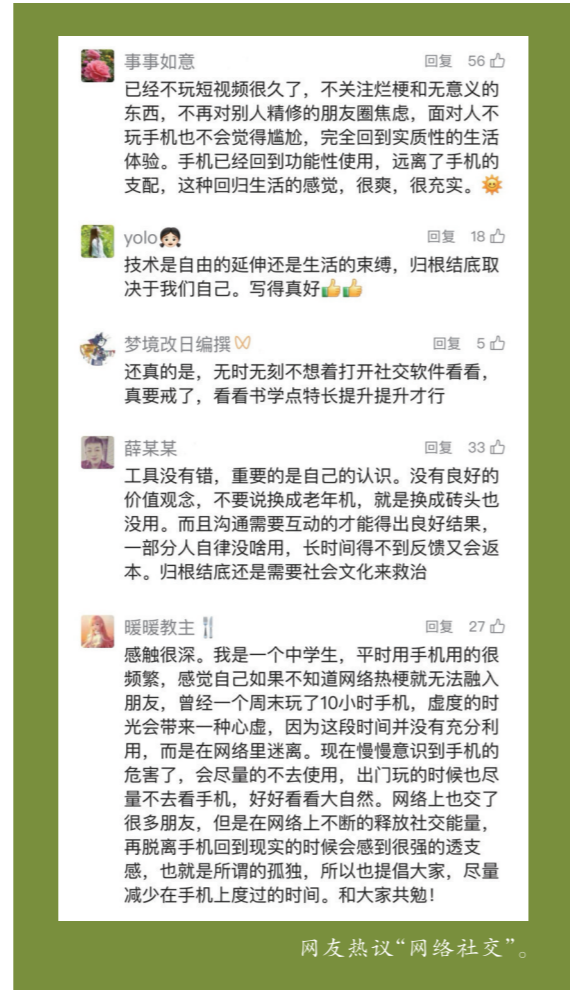 事事如意
回复 56
已经不玩短视频很久了，不关注烂梗和无意义的
东西，不再对别人精修的朋友圈焦虑，面对人不
玩手机也不会觉得尴尬，完全回到实质性的生活
体验。手机已经回到功能性使用，远离了手机的
支配，这种回归生活的感觉，很爽，很充实。
yolo
回复 18
技术是自由的延伸还是生活的束缚，归根结底取
决于我们自己。写得真好
梦境改日编撰
回复 5
还真的是，无时无刻不想着打开社交软件看看，
真要戒了，看看书学点特长提升提升才行
薛某某
回复 33
工具没有错，重要的是自己的认识。没有良好的
价值观念，不要说换成老年机，就是换成砖头也
没用。而且沟通需要互动的才能得出良好结果，
一部分人自律没啥用，长时间得不到反馈又会返
本。归根结底还是需要社会文化来救治
暖暖教主
回复 27
感触很深。我是一个中学生，平时用手机用的很
频繁，感觉自己如果不知道网络热梗就无法融入
朋友，曾经一个周末玩了10小时手机，虚度的时
光会带来一种心虚，因为这段时间并没有充分利
用，而是在网络里迷离。现在慢慢意识到手机的
危害了，会尽量的不去使用，出门玩的时候也尽
量不去看手机，好好看看大自然。网络上也交了
很多朋友，但是在网络上不断的释放社交能量，
再脱离手机回到现实的时候会感到很强的透支
感，也就是所谓的孤独，所以也提倡大家，尽量
减少在手机上度过的时间。和大家共勉！
网友热议“网络社交”。